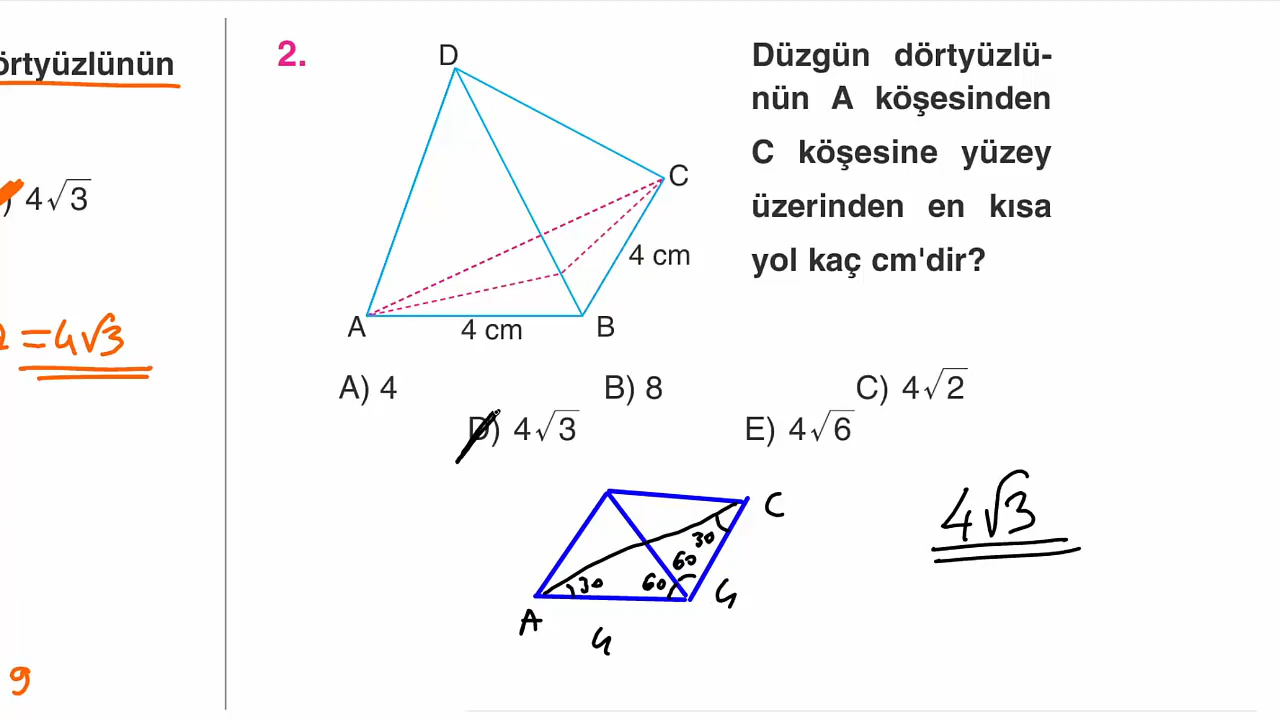 örtyüzlünün
4√3
=4√3
9
2.
D
C
4 cm
A
4 cm
B
Düzgün dörtyüzlü-
nün A köşesinden
C köşesine yüzey
üzerinden en kısa
yol kaç cm'dir?
A) 4 B) 8 C) 4√2
D) 4√3 E) 4√6
C
30
60
30 60
4
A
4
4√3